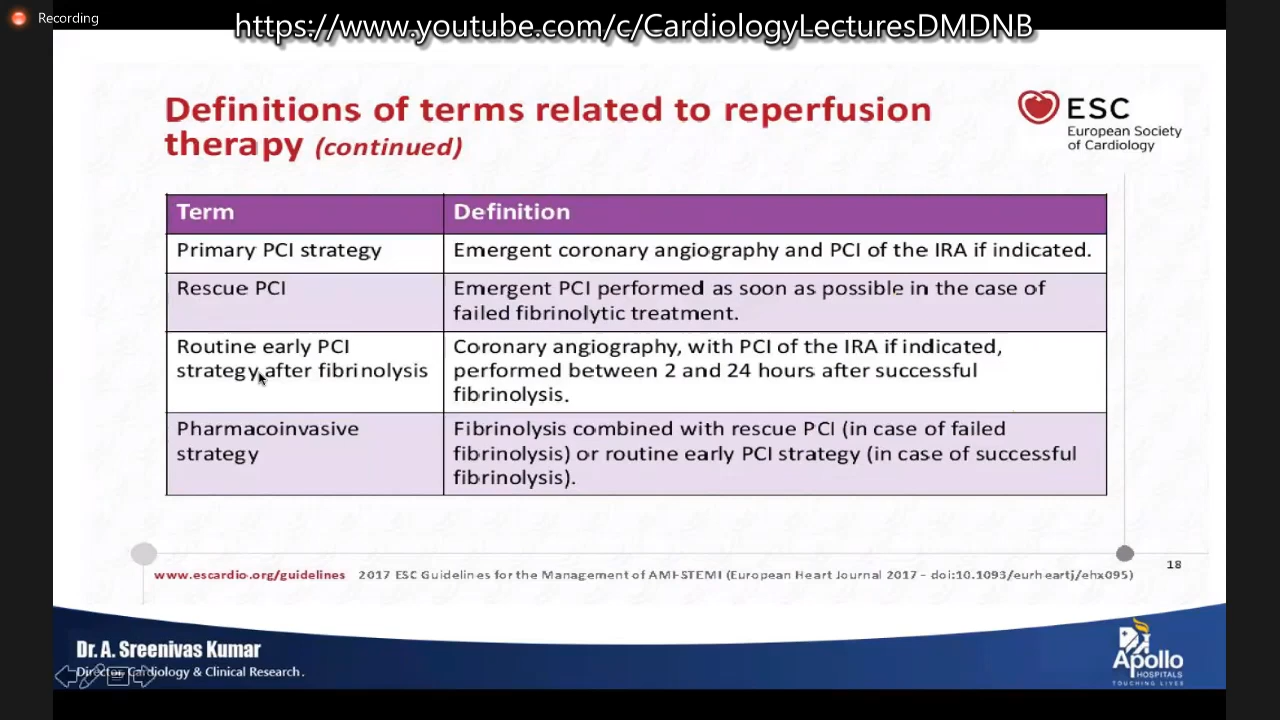 Recording
https://www.youtube.com/c/CardiologyLecturesDMDNB
Definitions of terms related to reperfusion
therapy (continued)
ESC
European Society
of Cardiology
Term
Definition
Primary PCI strategy
Emergent coronary angiography and PCI of the IRA if indicated.
Rescue PCI
Emergent PCI performed as soon as possible in the case of
failed fibrinolytic treatment.
Routine early PCI
strategy after fibrinolysis
Coronary angiography, with PCI of the IRA if indicated,
performed between 2 and 24 hours after successful
fibrinolysis.
Pharmacoinvasive
strategy
Fibrinolysis combined with rescue PCI (in case of failed
fibrinolysis) or routine early PCI strategy (in case of successful
fibrinolysis).
18
www.escardio.org/guidelines 2017 ESC Guidelines for the Management of AMI-STEMI (European Heart Journal 2017 - doi:10.1093/eurheartj/ehx095)
Dr. A. Sreenivas Kumar
Director, Cardiology & Clinical Research.
Apollo
HOSPITALS
TOUCHING LIVES